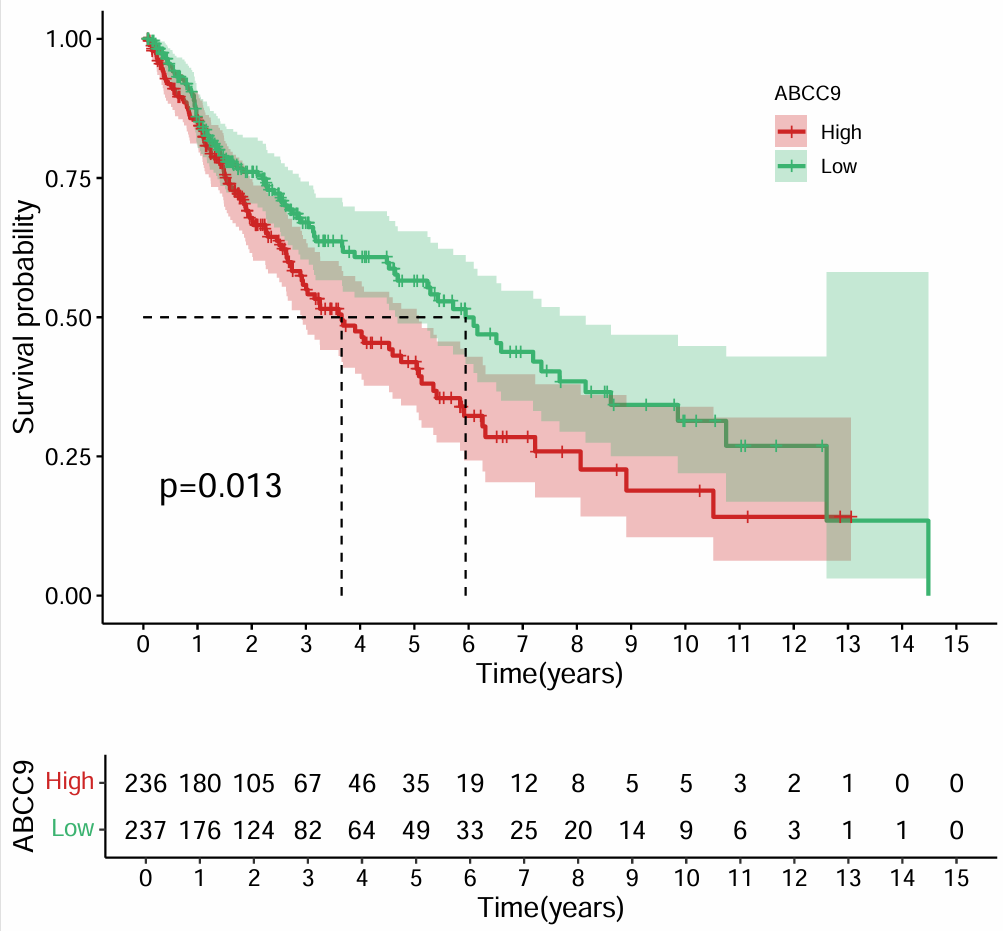 1.00
0.75
0.50
0.25
0.00
Survival probability
ABCC9
High
Low
p=0.013
0 1 2 3 4 5 6 7 8 9 10 11 12 13 14 15
Time(years)
ABCC9
High 236 180 105 67 46 35 19 12 8 5 5 3 2 1 0 0
Low 237 176 124 82 64 49 33 25 20 14 9 6 3 1 1 0
0 1 2 3 4 5 6 7 8 9 10 11 12 13 14 15
Time(years)